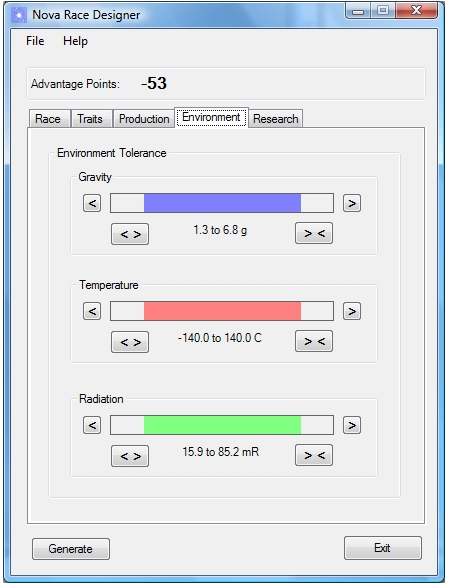 Nova Race Designer
File Help
Advantage Points: -53
Race Traits Production Environment Research
Environment Tolerance
Gravity
< >
< > 1.3 to 6.8 g > <
Temperature
< >
< > -140.0 to 140.0 C > <
Radiation
< >
< > 15.9 to 85.2 mR > <
Generate Exit